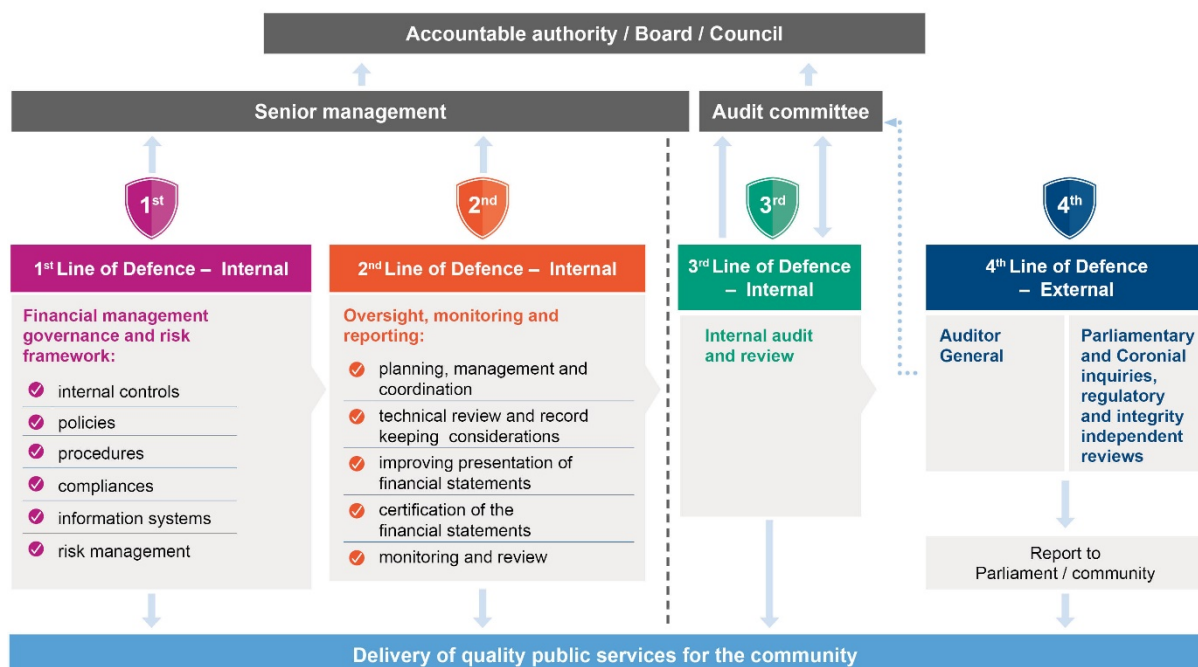 Accountable authority / Board / Council
Senior management
Audit committee
1st
2nd
3rd
4th
1st Line of Defence – Internal
Financial management
governance and risk
framework:
internal controls
policies
procedures
compliances
information systems
risk management
2nd Line of Defence – Internal
Oversight, monitoring and
reporting:
planning, management and
coordination
technical review and record
keeping considerations
improving presentation of
financial statements
certification of the
financial statements
monitoring and review
3rd Line of Defence
– Internal
Internal audit
and review
4th Line of Defence
– External
Auditor
General
Parliamentary
and Coronial
inquiries,
regulatory
and integrity
independent
reviews
Report to
Parliament / community
Delivery of quality public services for the community